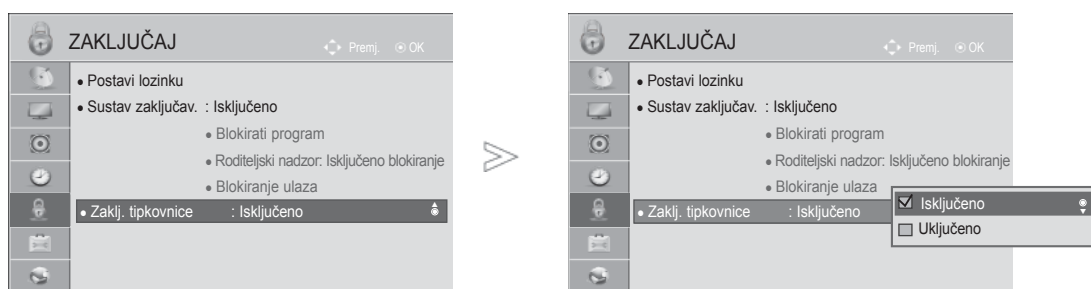 ZAKLJUČAJ
Premj. OK
• Postavi lozinku
• Sustav zaključav. : Isključeno
• Blokirati program
• Roditeljski nadzor: Isključeno blokiranje
• Blokiranje ulaza
• Zaklj. tipkovnice : Isključeno
ZAKLJUČAJ
Premj. OK
• Postavi lozinku
• Sustav zaključav. : Isključeno
• Blokirati program
• Roditeljski nadzor: Isključeno blokiranje
• Blokiranje ulaza
• Zaklj. tipkovnice : Isključeno
Isključeno
Uključeno